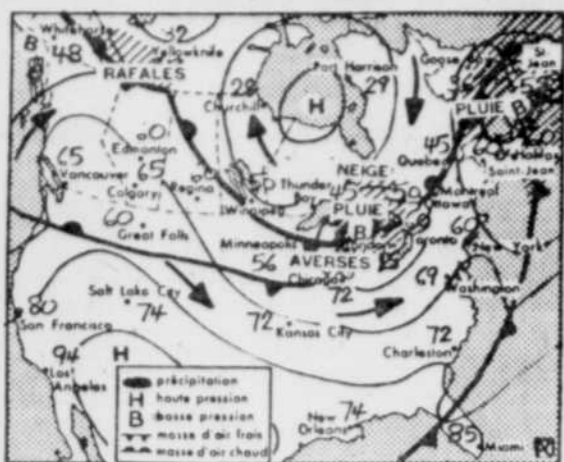 32
Whitehorse
B
48
Yellowknife
RAFALES
28
Port Harrison
29
Goose
St-Jean
Churchill
H
PLUIE
B
45
Quebec
Halifax
Saint-Jean
Edmonton
65
Vancouver
65
Calgary
Regina
Winnipeg
Thunder Bay
NEIGE
Montreal
PLUIE
B
60
Great Falls
Minneapolis
Toronto
60
New York
56
AVERSES
Chicago
72
69
Washington
80
San Francisco
Salt Lake City
74
72
Kansas City
72
Charleston
94
Los Angeles
H
New Orleans
74
85
Miami
précipitation
H haute pression
B basse pression
masse d'air frais
masse d'air chaud